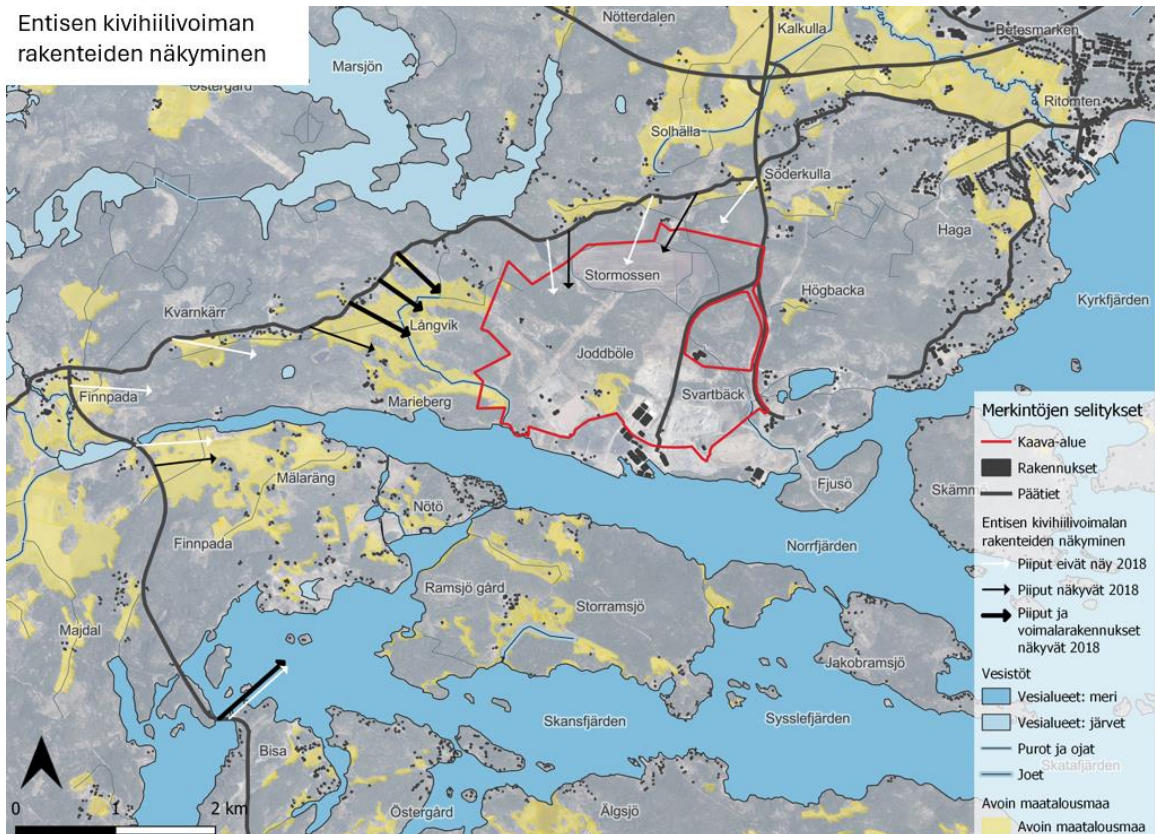 Entisen kivihiilivoiman
rakenteiden näkyminen
Nötterdalen
Kalkulla
Betesmarken
Marsjön
Östergård
Ritomten
Solhälla
Söderkulla
Haga
Stormossen
Högbacka
Kyrkfjärden
Kvarnkärr
Långvik
Joddböle
Finnpada
Marieberg
Svartbäck
Mälaräng
Fjusö
Skämmö
Nötö
Finnpada
Norrfjärden
Ramsjö gård
Storramsjö
Majdal
Jakobramsjö
Skansfjärden
Sysslefjärden
Bisa
Östergård
Älgsjö
Skatafjärden
0 1 2 km
Merkintöjen selitykset
Kaava-alue
Rakennukset
Päätiet
Entisen kivihiilivoimalan
rakenteiden näkyminen
Piiput eivät näy 2018
Piiput näkyvät 2018
Piiput ja
voimalarakennukset
näkyvät 2018
Vesistöt
Vesialueet: meri
Vesialueet: järvet
Purot ja ojat
Joet
Avoin maatalousmaa
Avoin maatalousmaa